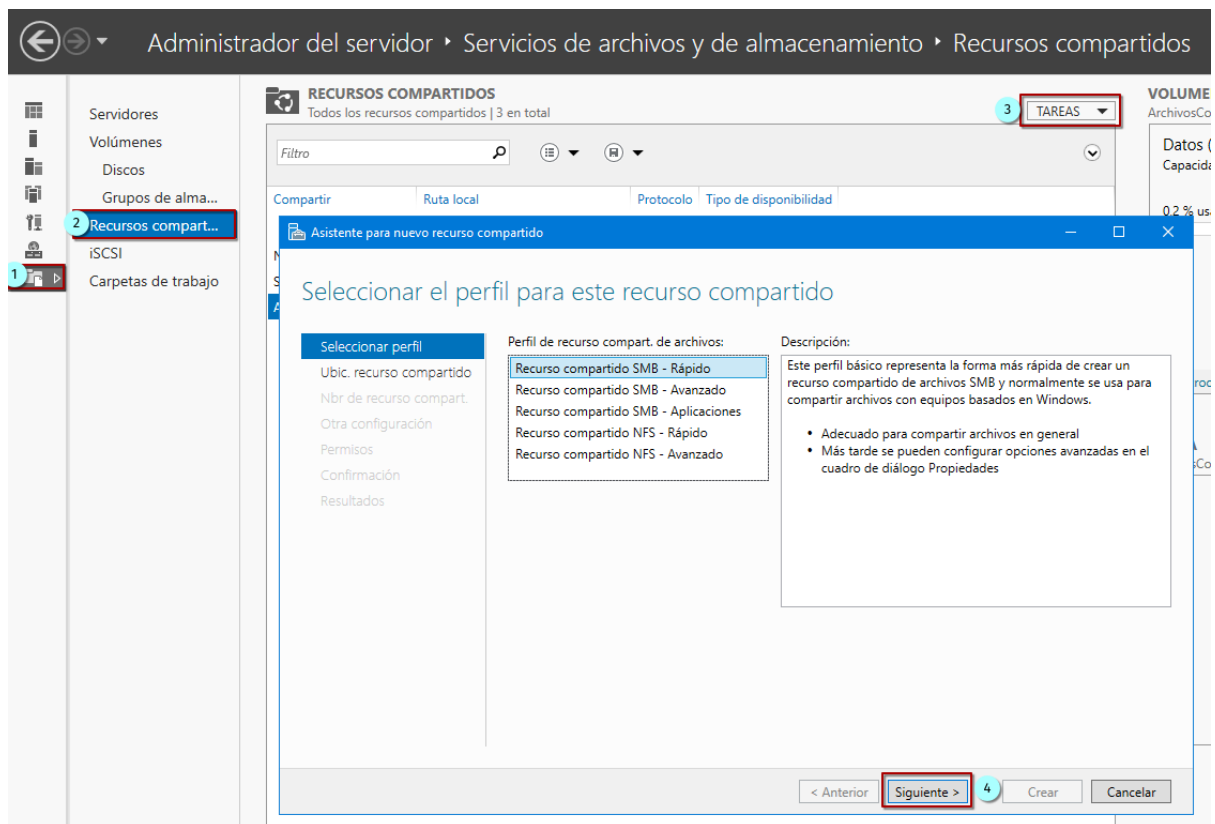 Administrador del servidor ‣ Servicios de archivos y de almacenamiento ‣ Recursos compartidos
Servidores
Volúmenes
Discos
Grupos de alma...
2
Recursos compart...
iSCSI
1
Carpetas de trabajo
RECURSOS COMPARTIDOS
Todos los recursos compartidos | 3 en total
3
TAREAS
Filtro
Compartir Ruta local Protocolo Tipo de disponibilidad
VOLUME
ArchivosCo
Datos (
Capacida
0.2 % us
Asistente para nuevo recurso compartido
Seleccionar el perfil para este recurso compartido
Seleccionar perfil
Ubic. recurso compartido
Nbr de recurso compart.
Otra configuración
Permisos
Confirmación
Resultados
Perfil de recurso compart. de archivos:
Recurso compartido SMB - Rápido
Recurso compartido SMB - Avanzado
Recurso compartido SMB - Aplicaciones
Recurso compartido NFS - Rápido
Recurso compartido NFS - Avanzado
Descripción:
Este perfil básico representa la forma más rápida de crear un
recurso compartido de archivos SMB y normalmente se usa para
compartir archivos con equipos basados en Windows.
• Adecuado para compartir archivos en general
• Más tarde se pueden configurar opciones avanzadas en el
cuadro de diálogo Propiedades
< Anterior
Siguiente >
4
Crear
Cancelar